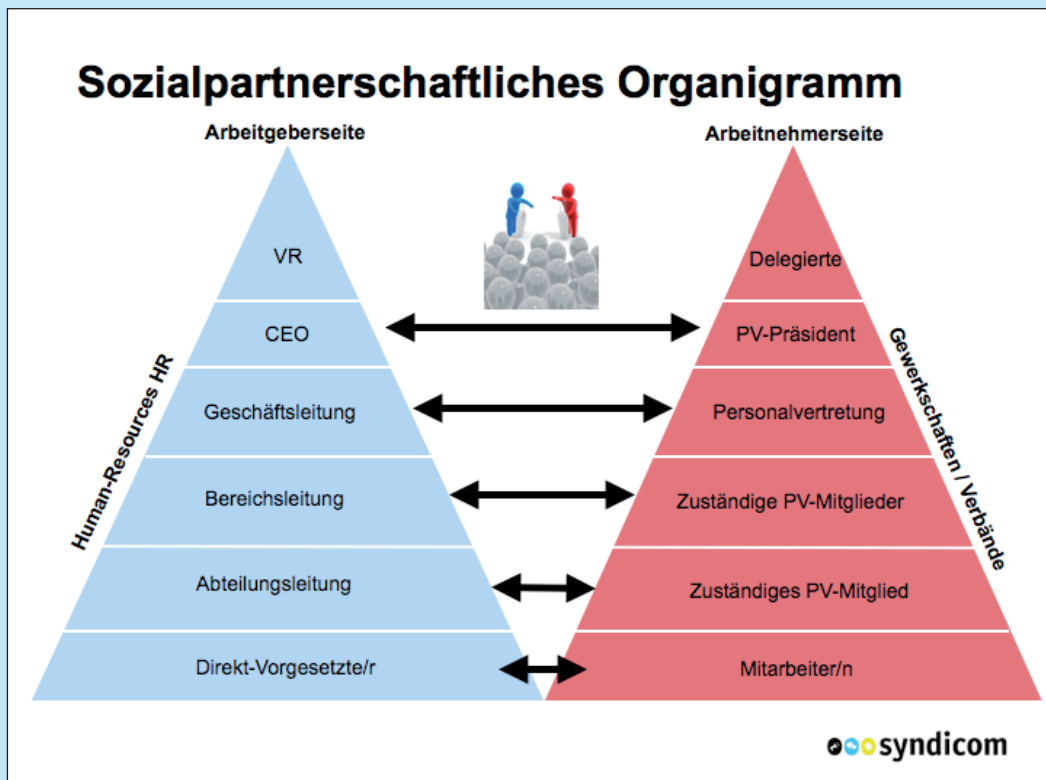 Sozialpartnerschaftliches Organigramm
Arbeitgeberseite
Arbeitnehmerseite
VR
Delegierte
CEO
PV-Präsident
Geschäftsleitung
Personalvertretung
Bereichsleitung
Zuständige PV-Mitglieder
Abteilungsleitung
Zuständiges PV-Mitglied
Direkt-Vorgesetzte/r
Mitarbeiter/n
Human-Resources HR
Gewerkschaften / Verbände
syndicom